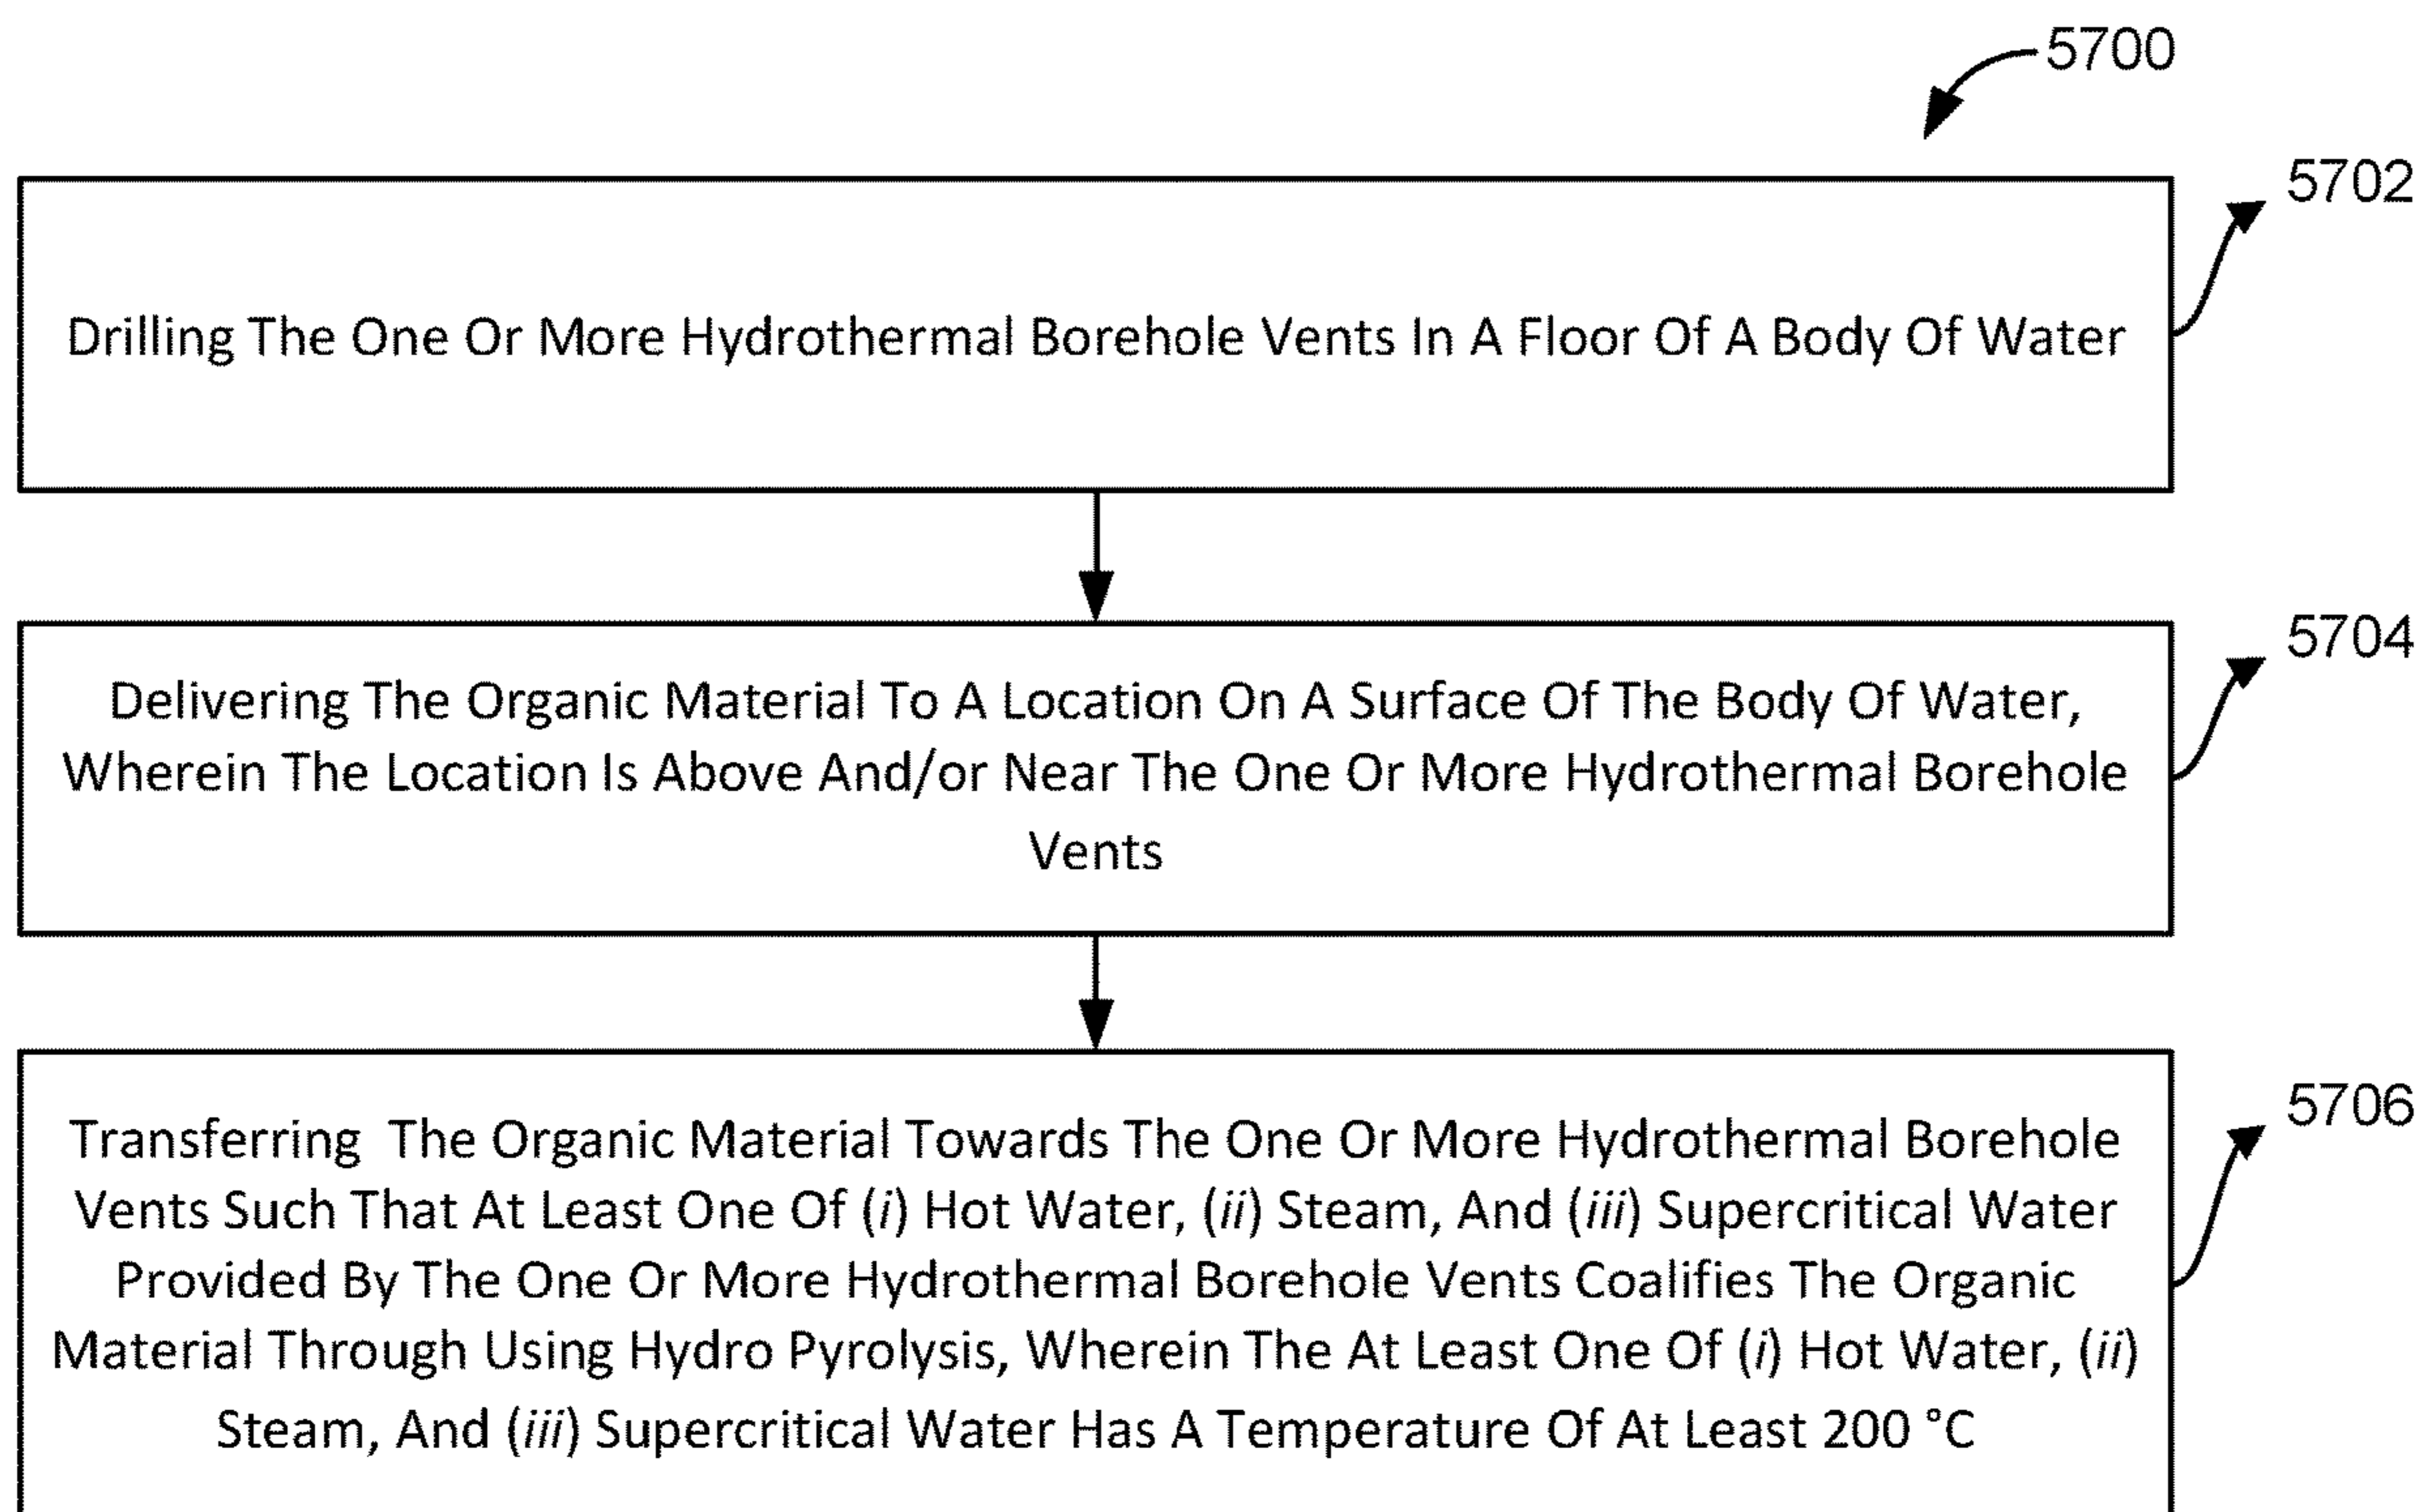 5700
5702
Drilling The One Or More Hydrothermal Borehole Vents In A Floor Of A Body Of Water
5704
Delivering The Organic Material To A Location On A Surface Of The Body Of Water,
Wherein The Location Is Above And/or Near The One Or More Hydrothermal Borehole
Vents
5706
Transferring The Organic Material Towards The One Or More Hydrothermal Borehole
Vents Such That At Least One Of (i) Hot Water, (ii) Steam, And (iii) Supercritical Water
Provided By The One Or More Hydrothermal Borehole Vents Coalifies The Organic
Material Through Using Hydro Pyrolysis, Wherein The At Least One Of (i) Hot Water, (ii)
Steam, And (iii) Supercritical Water Has A Temperature Of At Least 200 °C